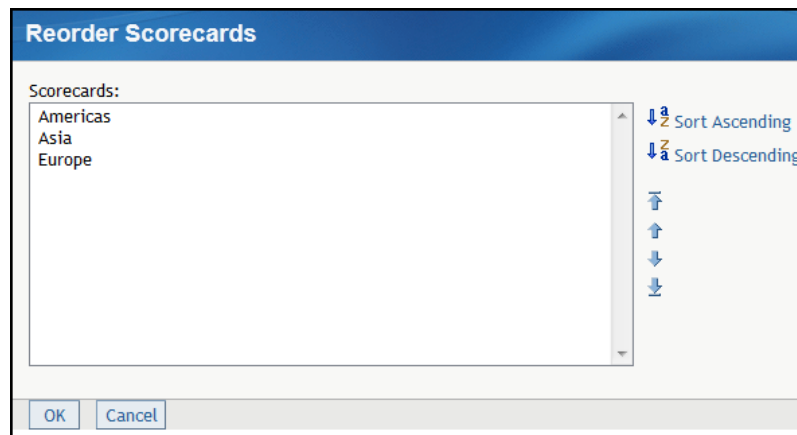 Reorder Scorecards
Scorecards:
Americas
Asia
Europe
Sort Ascending
Sort Descending
OK
Cancel